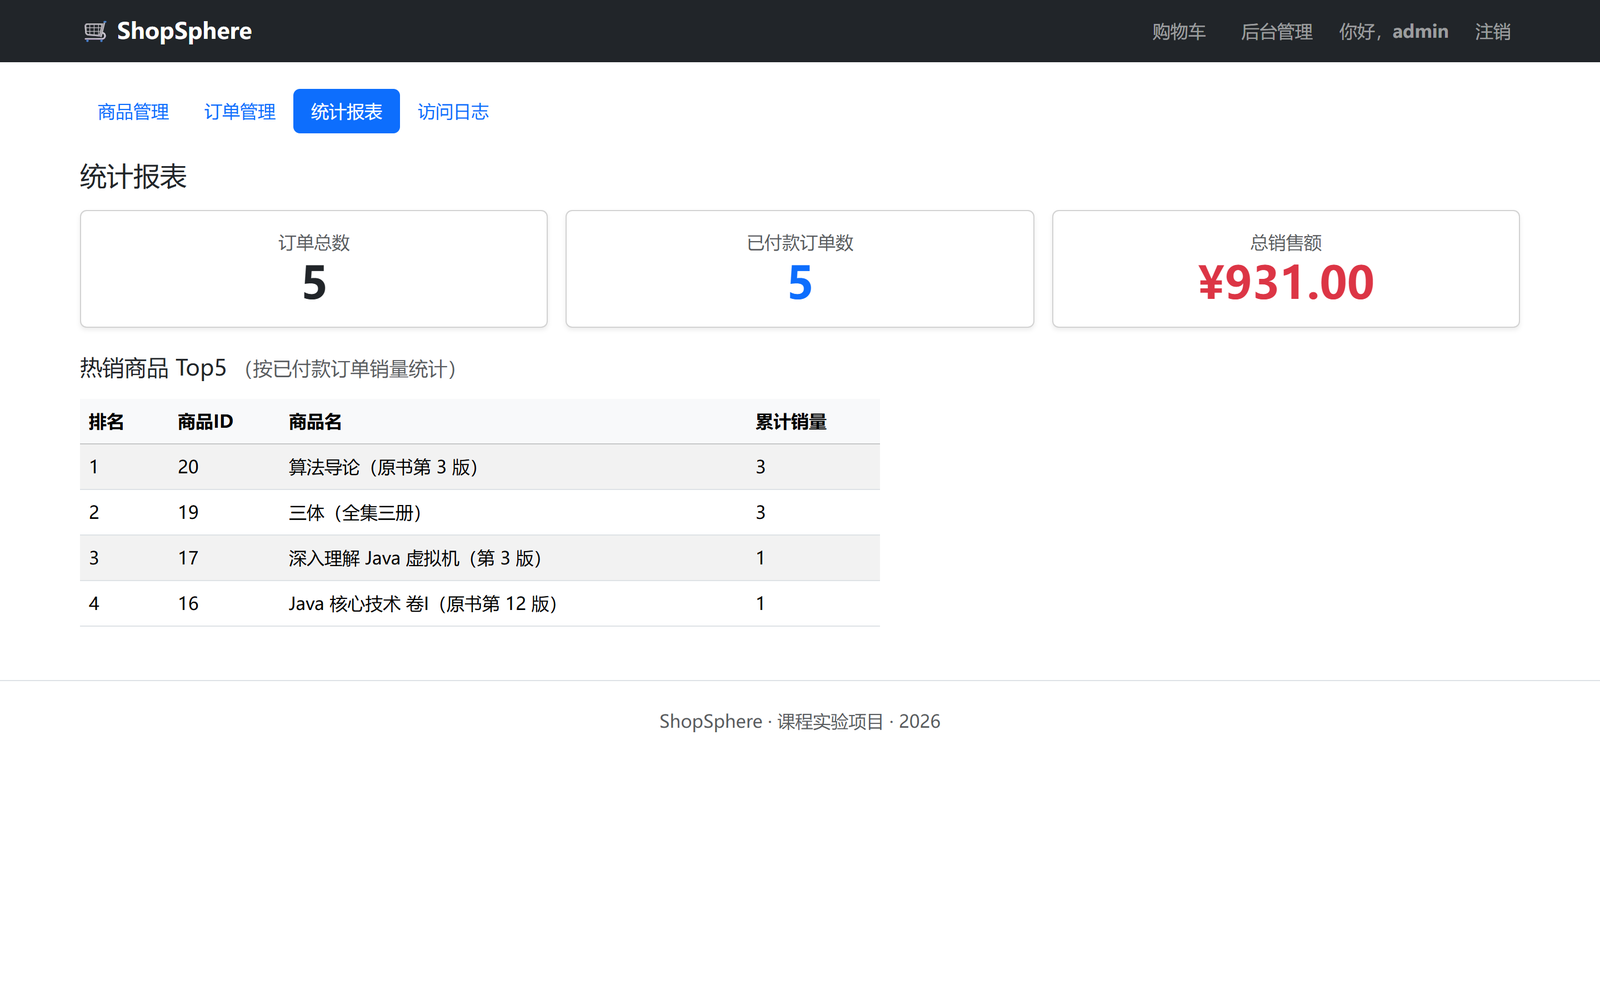 ShopSphere 购物车 后台管理 你好，admin 注销
商品管理 订单管理 统计报表 访问日志
统计报表
订单总数 已付款订单数 总销售额
5 5 ¥931.00
热销商品 Top5 （按已付款订单销量统计）
排名 商品ID 商品名 累计销量
1 20 算法导论（原书第 3 版） 3
2 19 三体（全集三册） 3
3 17 深入理解 Java 虚拟机（第 3 版） 1
4 16 Java 核心技术 卷I（原书第 12 版） 1
ShopSphere · 课程实验项目 · 2026